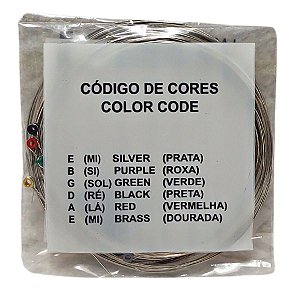 CÓDIGO DE CORES
COLOR CODE
E (MI) SILVER (PRATA)
B (SI) PURPLE (ROXA)
G (SOL) GREEN (VERDE)
D (RÉ) BLACK (PRETA)
A (LÁ) RED (VERMELHA)
E (MI) BRASS (DOURADA)